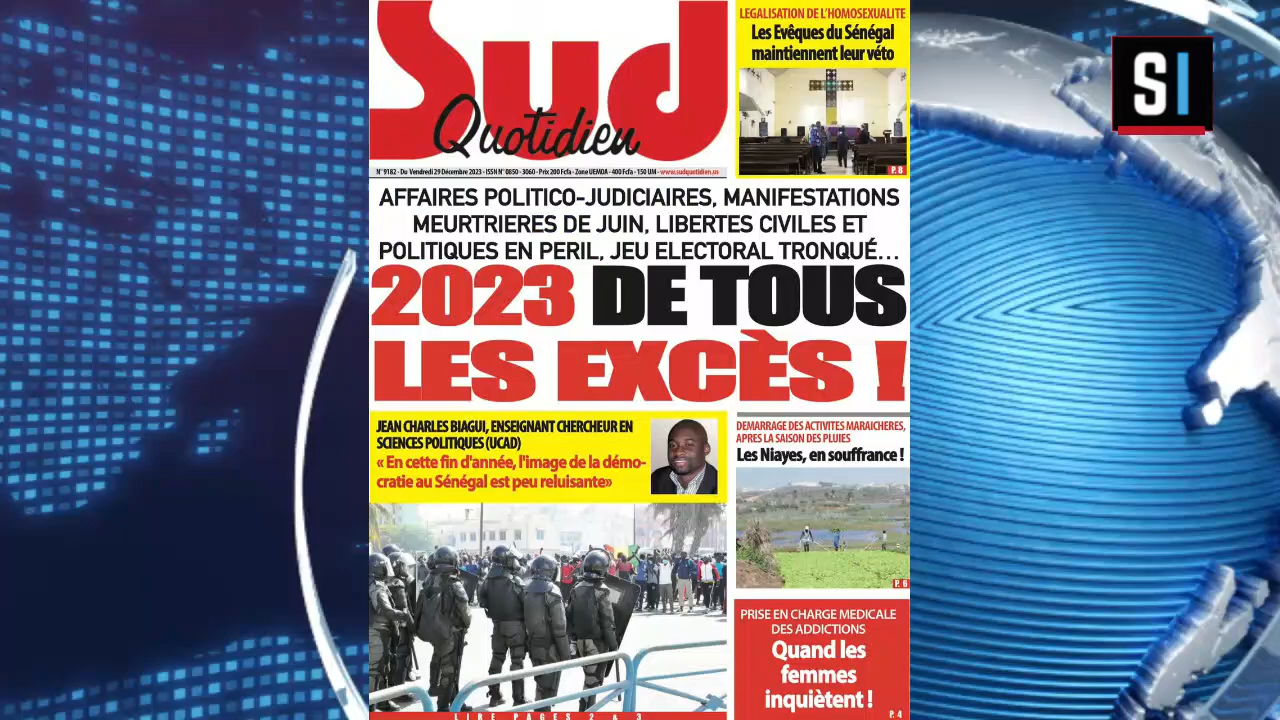 Sud
Quotidien
N° 9182 - Du Vendredi 29 Décembre 2023 - ISSN N° 0850 - 3060 - Prix 200 Fcfa - Zone UEMOA - 400 Fcfa - 150 UM - www.sudquotidien.sn
LEGALISATION DE L'HOMOSEXUALITE
Les Evêques du Sénégal
maintiennent leur véto
P. 8
SI
AFFAIRES POLITICO-JUDICIAIRES, MANIFESTATIONS
MEURTRIERES DE JUIN, LIBERTES CIVILES ET
POLITIQUES EN PERIL, JEU ELECTORAL TRONQUÉ…
2023 DE TOUS
LES EXCÈS !
JEAN CHARLES BIAGUI, ENSEIGNANT CHERCHEUR EN
SCIENCES POLITIQUES (UCAD)
« En cette fin d'année, l'image de la démo-
cratie au Sénégal est peu reluisante»
LIRE PAGES 2 & 3
DEMARRAGE DES ACTIVITES MARAICHERES,
APRES LA SAISON DES PLUIES
Les Niayes, en souffrance !
P. 6
PRISE EN CHARGE MEDICALE
DES ADDICTIONS
Quand les
femmes
inquiètent !
P. 4